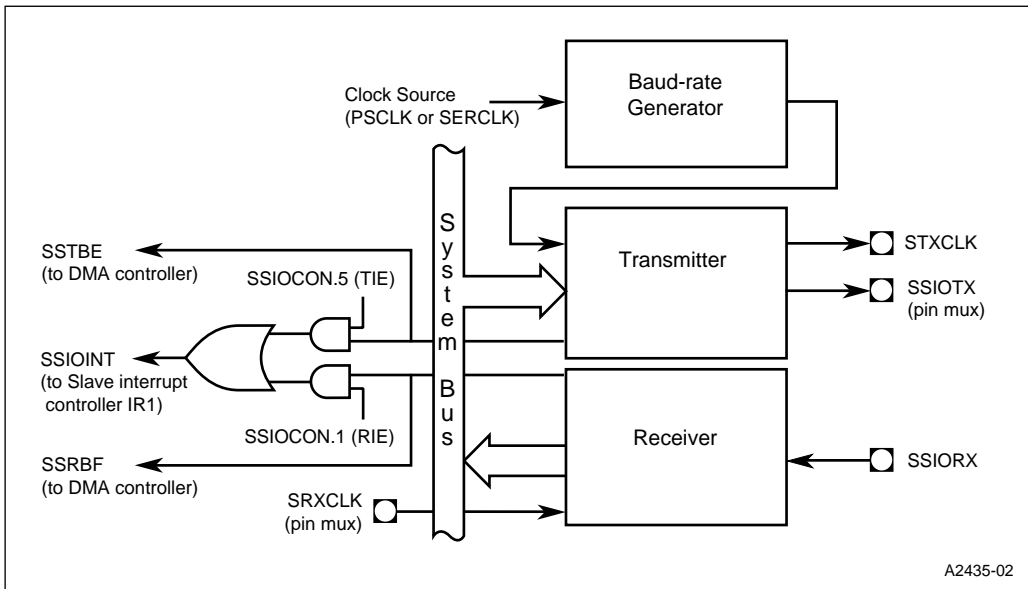 Baud-rate
Generator
Clock Source
(PSCLK or SERCLK)
System Bus
SSTBE
(to DMA controller)
SSIOCON.5 (TIE)
Transmitter
STXCLK
SSIOTX
(pin mux)
SSIOINT
(to Slave interrupt
controller IR1)
SSIOCON.1 (RIE)
Receiver
SSIORX
SSRBF
(to DMA controller)
SRXCLK
(pin mux)
A2435-02